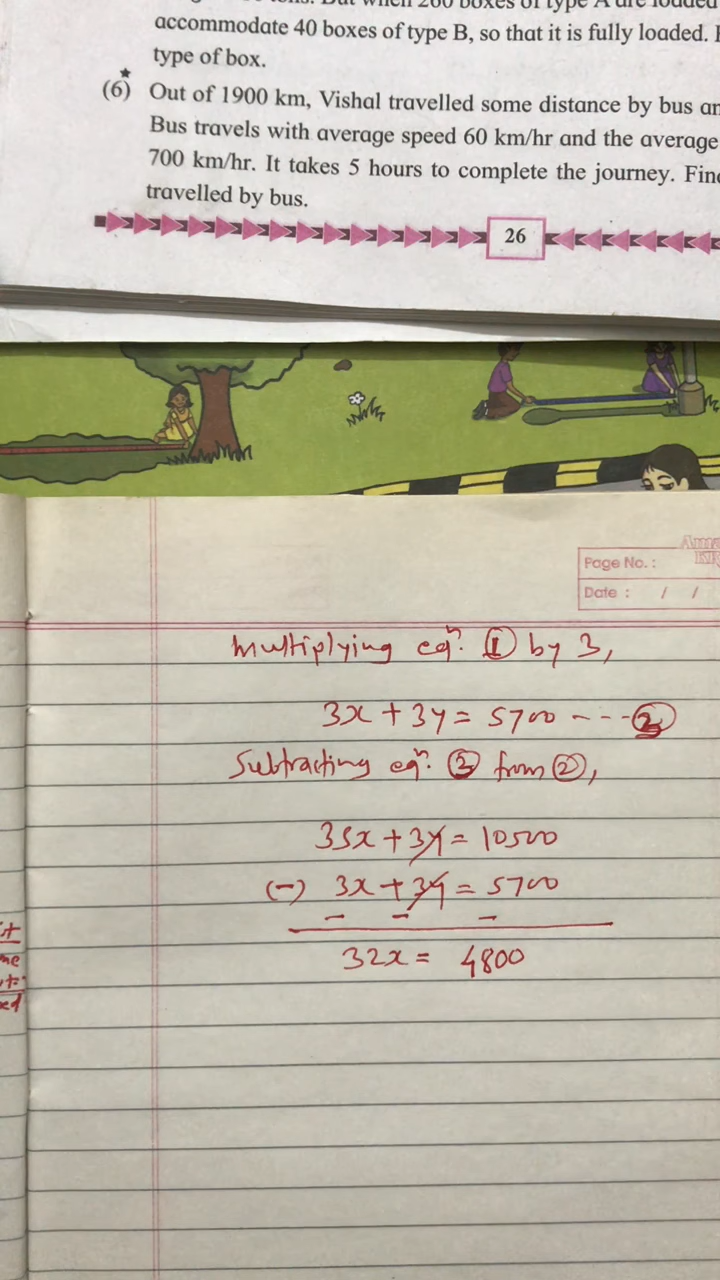 accommodate 40 boxes of type B, so that it is fully loaded.
type of box.
(6) Out of 1900 km, Vishal travelled some distance by bus
Bus travels with average speed 60 km/hr and the average
700 km/hr. It takes 5 hours to complete the journey.
travelled by bus.
26
Page No. :
Date : / /
Multiplying eqⁿ. ① by 3,
3x + 3y = 5700 --- ②
Subtracting eqⁿ. ③ from ②,
35x + 3y = 10500
(-) 3x + 3y = 5700
- - -
32x = 4800